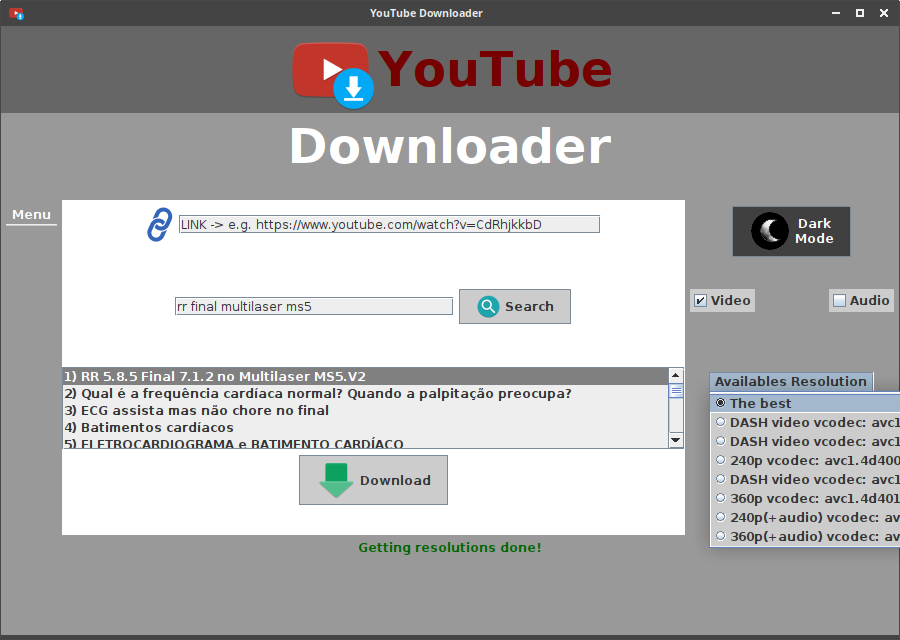 YouTube Downloader
YouTube
Downloader
Menu
LINK -> e.g. https://www.youtube.com/watch?v=CdRhjkkbD
Dark
Mode
rr final multilaser ms5
Search
Video
Audio
1) RR 5.8.5 Final 7.1.2 no Multilaser MS5.V2
2) Qual é a frequência cardíaca normal? Quando a palpitação preocupa?
3) ECG assista mas não chore no final
4) Batimentos cardíacos
5) ELETROCARDIOGRAMA e BATIMENTO CARDÍACO
Availables Resolution
The best
DASH video vcodec: avc1
DASH video vcodec: avc1
240p vcodec: avc1.4d400
DASH video vcodec: avc1
360p vcodec: avc1.4d401
240p(+audio) vcodec: av
360p(+audio) vcodec: av
Download
Getting resolutions done!